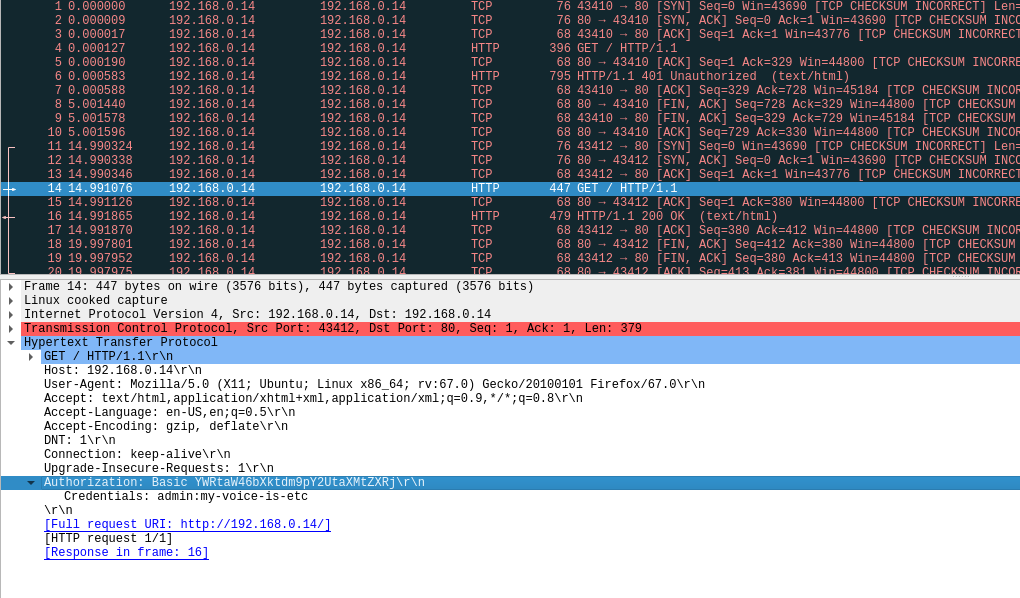 1 0.000000 192.168.0.14 192.168.0.14 TCP 76 43410 → 80 [SYN] Seq=0 Win=43690 [TCP CHECKSUM INCORRECT] Len=
2 0.000009 192.168.0.14 192.168.0.14 TCP 76 80 → 43410 [SYN, ACK] Seq=0 Ack=1 Win=43690 [TCP CHECKSUM INCO
3 0.000017 192.168.0.14 192.168.0.14 TCP 68 43410 → 80 [ACK] Seq=1 Ack=1 Win=43776 [TCP CHECKSUM INCORRECT
4 0.000127 192.168.0.14 192.168.0.14 HTTP 396 GET / HTTP/1.1
5 0.000190 192.168.0.14 192.168.0.14 TCP 68 80 → 43410 [ACK] Seq=1 Ack=329 Win=44800 [TCP CHECKSUM INCORRE
6 0.000583 192.168.0.14 192.168.0.14 HTTP 795 HTTP/1.1 401 Unauthorized (text/html)
7 0.000588 192.168.0.14 192.168.0.14 TCP 68 43410 → 80 [ACK] Seq=329 Ack=728 Win=45184 [TCP CHECKSUM INCOR
8 5.001440 192.168.0.14 192.168.0.14 TCP 68 80 → 43410 [FIN, ACK] Seq=728 Ack=329 Win=44800 [TCP CHECKSUM
9 5.001578 192.168.0.14 192.168.0.14 TCP 68 43410 → 80 [FIN, ACK] Seq=329 Ack=729 Win=45184 [TCP CHECKSUM
10 5.001596 192.168.0.14 192.168.0.14 TCP 68 80 → 43410 [ACK] Seq=729 Ack=330 Win=44800 [TCP CHECKSUM INCOR
11 14.990324 192.168.0.14 192.168.0.14 TCP 76 43412 → 80 [SYN] Seq=0 Win=43690 [TCP CHECKSUM INCORRECT] Len=
12 14.990338 192.168.0.14 192.168.0.14 TCP 76 80 → 43412 [SYN, ACK] Seq=0 Ack=1 Win=43690 [TCP CHECKSUM INCO
13 14.990346 192.168.0.14 192.168.0.14 TCP 68 43412 → 80 [ACK] Seq=1 Ack=1 Win=43776 [TCP CHECKSUM INCORRECT
14 14.991076 192.168.0.14 192.168.0.14 HTTP 447 GET / HTTP/1.1
15 14.991126 192.168.0.14 192.168.0.14 TCP 68 80 → 43412 [ACK] Seq=1 Ack=380 Win=44800 [TCP CHECKSUM INCORRE
16 14.991865 192.168.0.14 192.168.0.14 HTTP 479 HTTP/1.1 200 OK (text/html)
17 14.991870 192.168.0.14 192.168.0.14 TCP 68 43412 → 80 [ACK] Seq=380 Ack=412 Win=44800 [TCP CHECKSUM INCOR
18 19.997801 192.168.0.14 192.168.0.14 TCP 68 80 → 43412 [FIN, ACK] Seq=412 Ack=380 Win=44800 [TCP CHECKSUM
19 19.997952 192.168.0.14 192.168.0.14 TCP 68 43412 → 80 [FIN, ACK] Seq=380 Ack=413 Win=44800 [TCP CHECKSUM
20 19.997975 192.168.0.14 192.168.0.14 TCP 68 80 → 43412 [ACK] Seq=413 Ack=381 Win=44800 [TCP CHECKSUM INCOR
Frame 14: 447 bytes on wire (3576 bits), 447 bytes captured (3576 bits)
Linux cooked capture
Internet Protocol Version 4, Src: 192.168.0.14, Dst: 192.168.0.14
Transmission Control Protocol, Src Port: 43412, Dst Port: 80, Seq: 1, Ack: 1, Len: 379
Hypertext Transfer Protocol
GET / HTTP/1.1\r\n
Host: 192.168.0.14\r\n
User-Agent: Mozilla/5.0 (X11; Ubuntu; Linux x86_64; rv:67.0) Gecko/20100101 Firefox/67.0\r\n
Accept: text/html,application/xhtml+xml,application/xml;q=0.9,*/*;q=0.8\r\n
Accept-Language: en-US,en;q=0.5\r\n
Accept-Encoding: gzip, deflate\r\n
DNT: 1\r\n
Connection: keep-alive\r\n
Upgrade-Insecure-Requests: 1\r\n
Authorization: Basic YWRtaW46bXktdm9pY2UtaXMtZXRj\r\n
Credentials: admin:my-voice-is-etc
\r\n
[Full request URI: http://192.168.0.14/]
[HTTP request 1/1]
[Response in frame: 16]